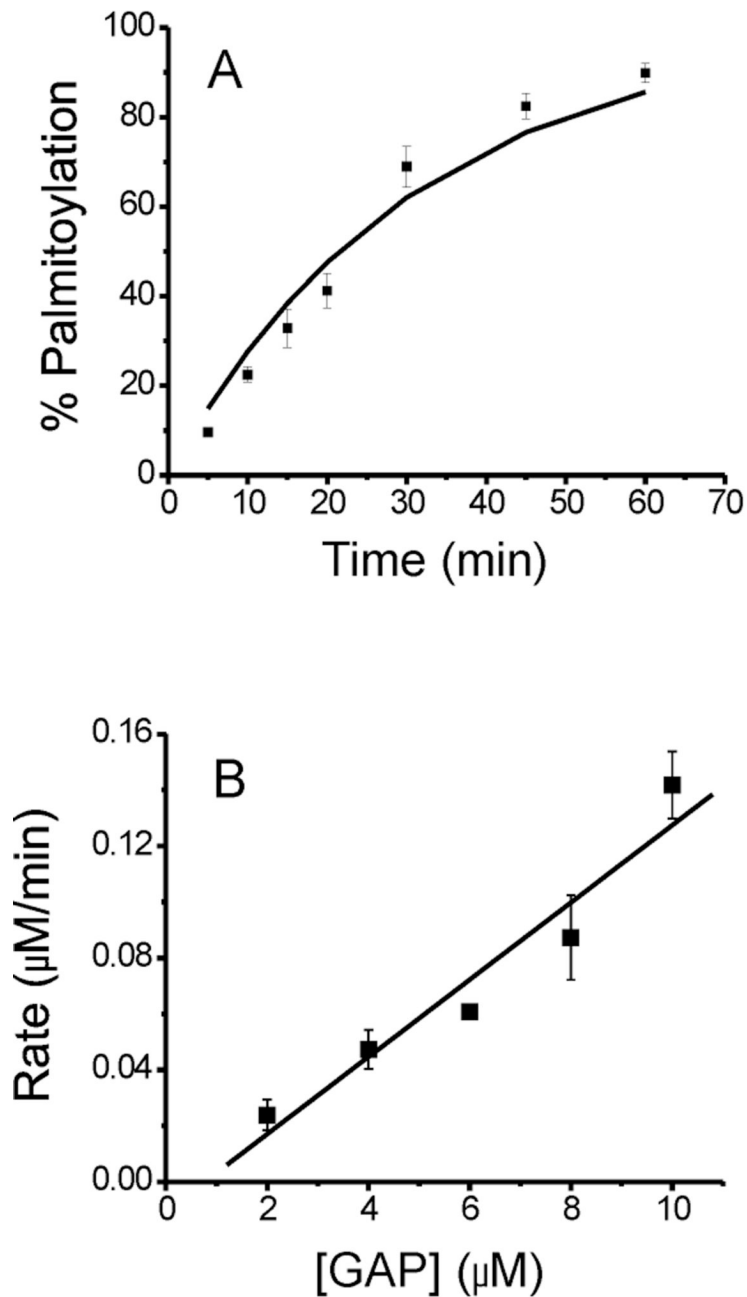 A
% Palmitoylation
100
80
60
40
20
0
0 10 20 30 40 50 60 70
Time (min)
B
Rate (μM/min)
0.16
0.12
0.08
0.04
0.00
0 2 4 6 8 10
[GAP] (μM)